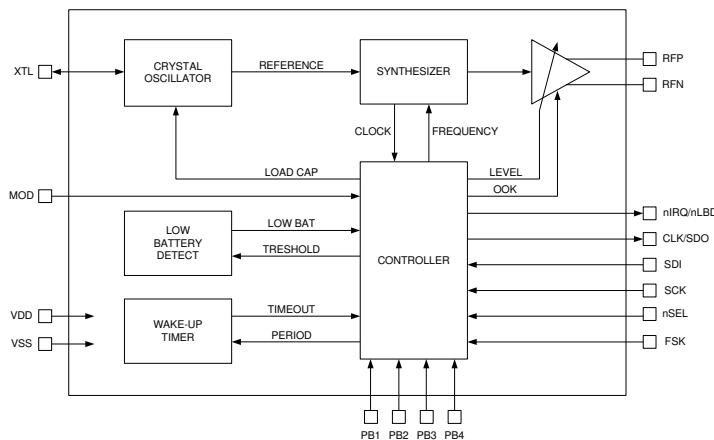 XTL
CRYSTAL
OSCILLATOR
REFERENCE
SYNTHESIZER
RFP
RFN
CLOCK
FREQUENCY
LOAD CAP
LEVEL
OOK
MOD
LOW
BATTERY
DETECT
LOW BAT
TRESHOLD
CONTROLLER
nIRQ/nLBD
CLK/SDO
SDI
SCK
nSEL
FSK
VDD
VSS
WAKE-UP
TIMER
TIMEOUT
PERIOD
PB1
PB2
PB3
PB4